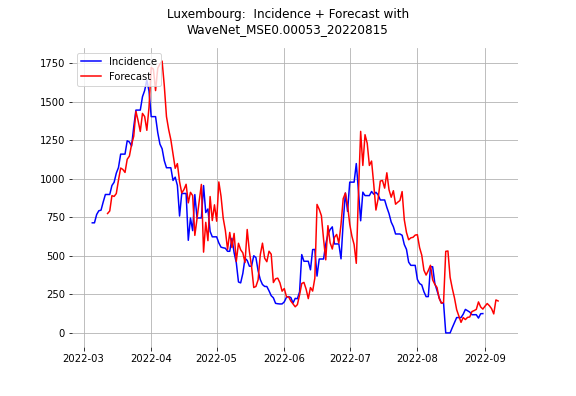 Luxembourg:  Incidence + Forecast with
WaveNet_MSE0.00053_20220815
Incidence
Forecast
1750
1500
1250
1000
750
500
250
0
2022-03 2022-04 2022-05 2022-06 2022-07 2022-08 2022-09